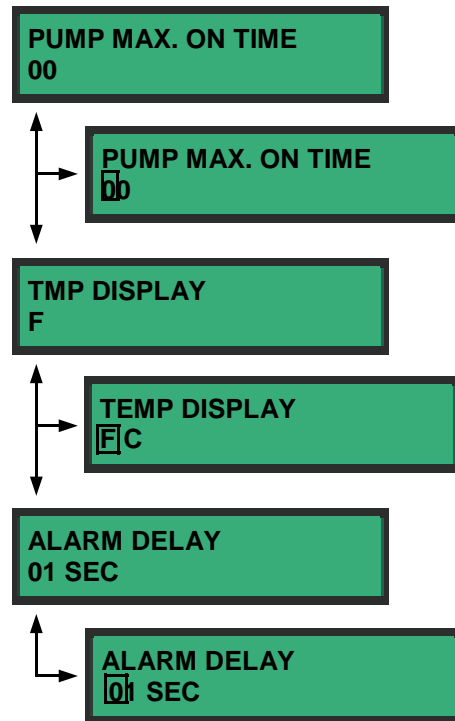 PUMP MAX. ON TIME
00
PUMP MAX. ON TIME
00
TMP DISPLAY
F
TEMP DISPLAY
F C
ALARM DELAY
01 SEC
ALARM DELAY
01 SEC